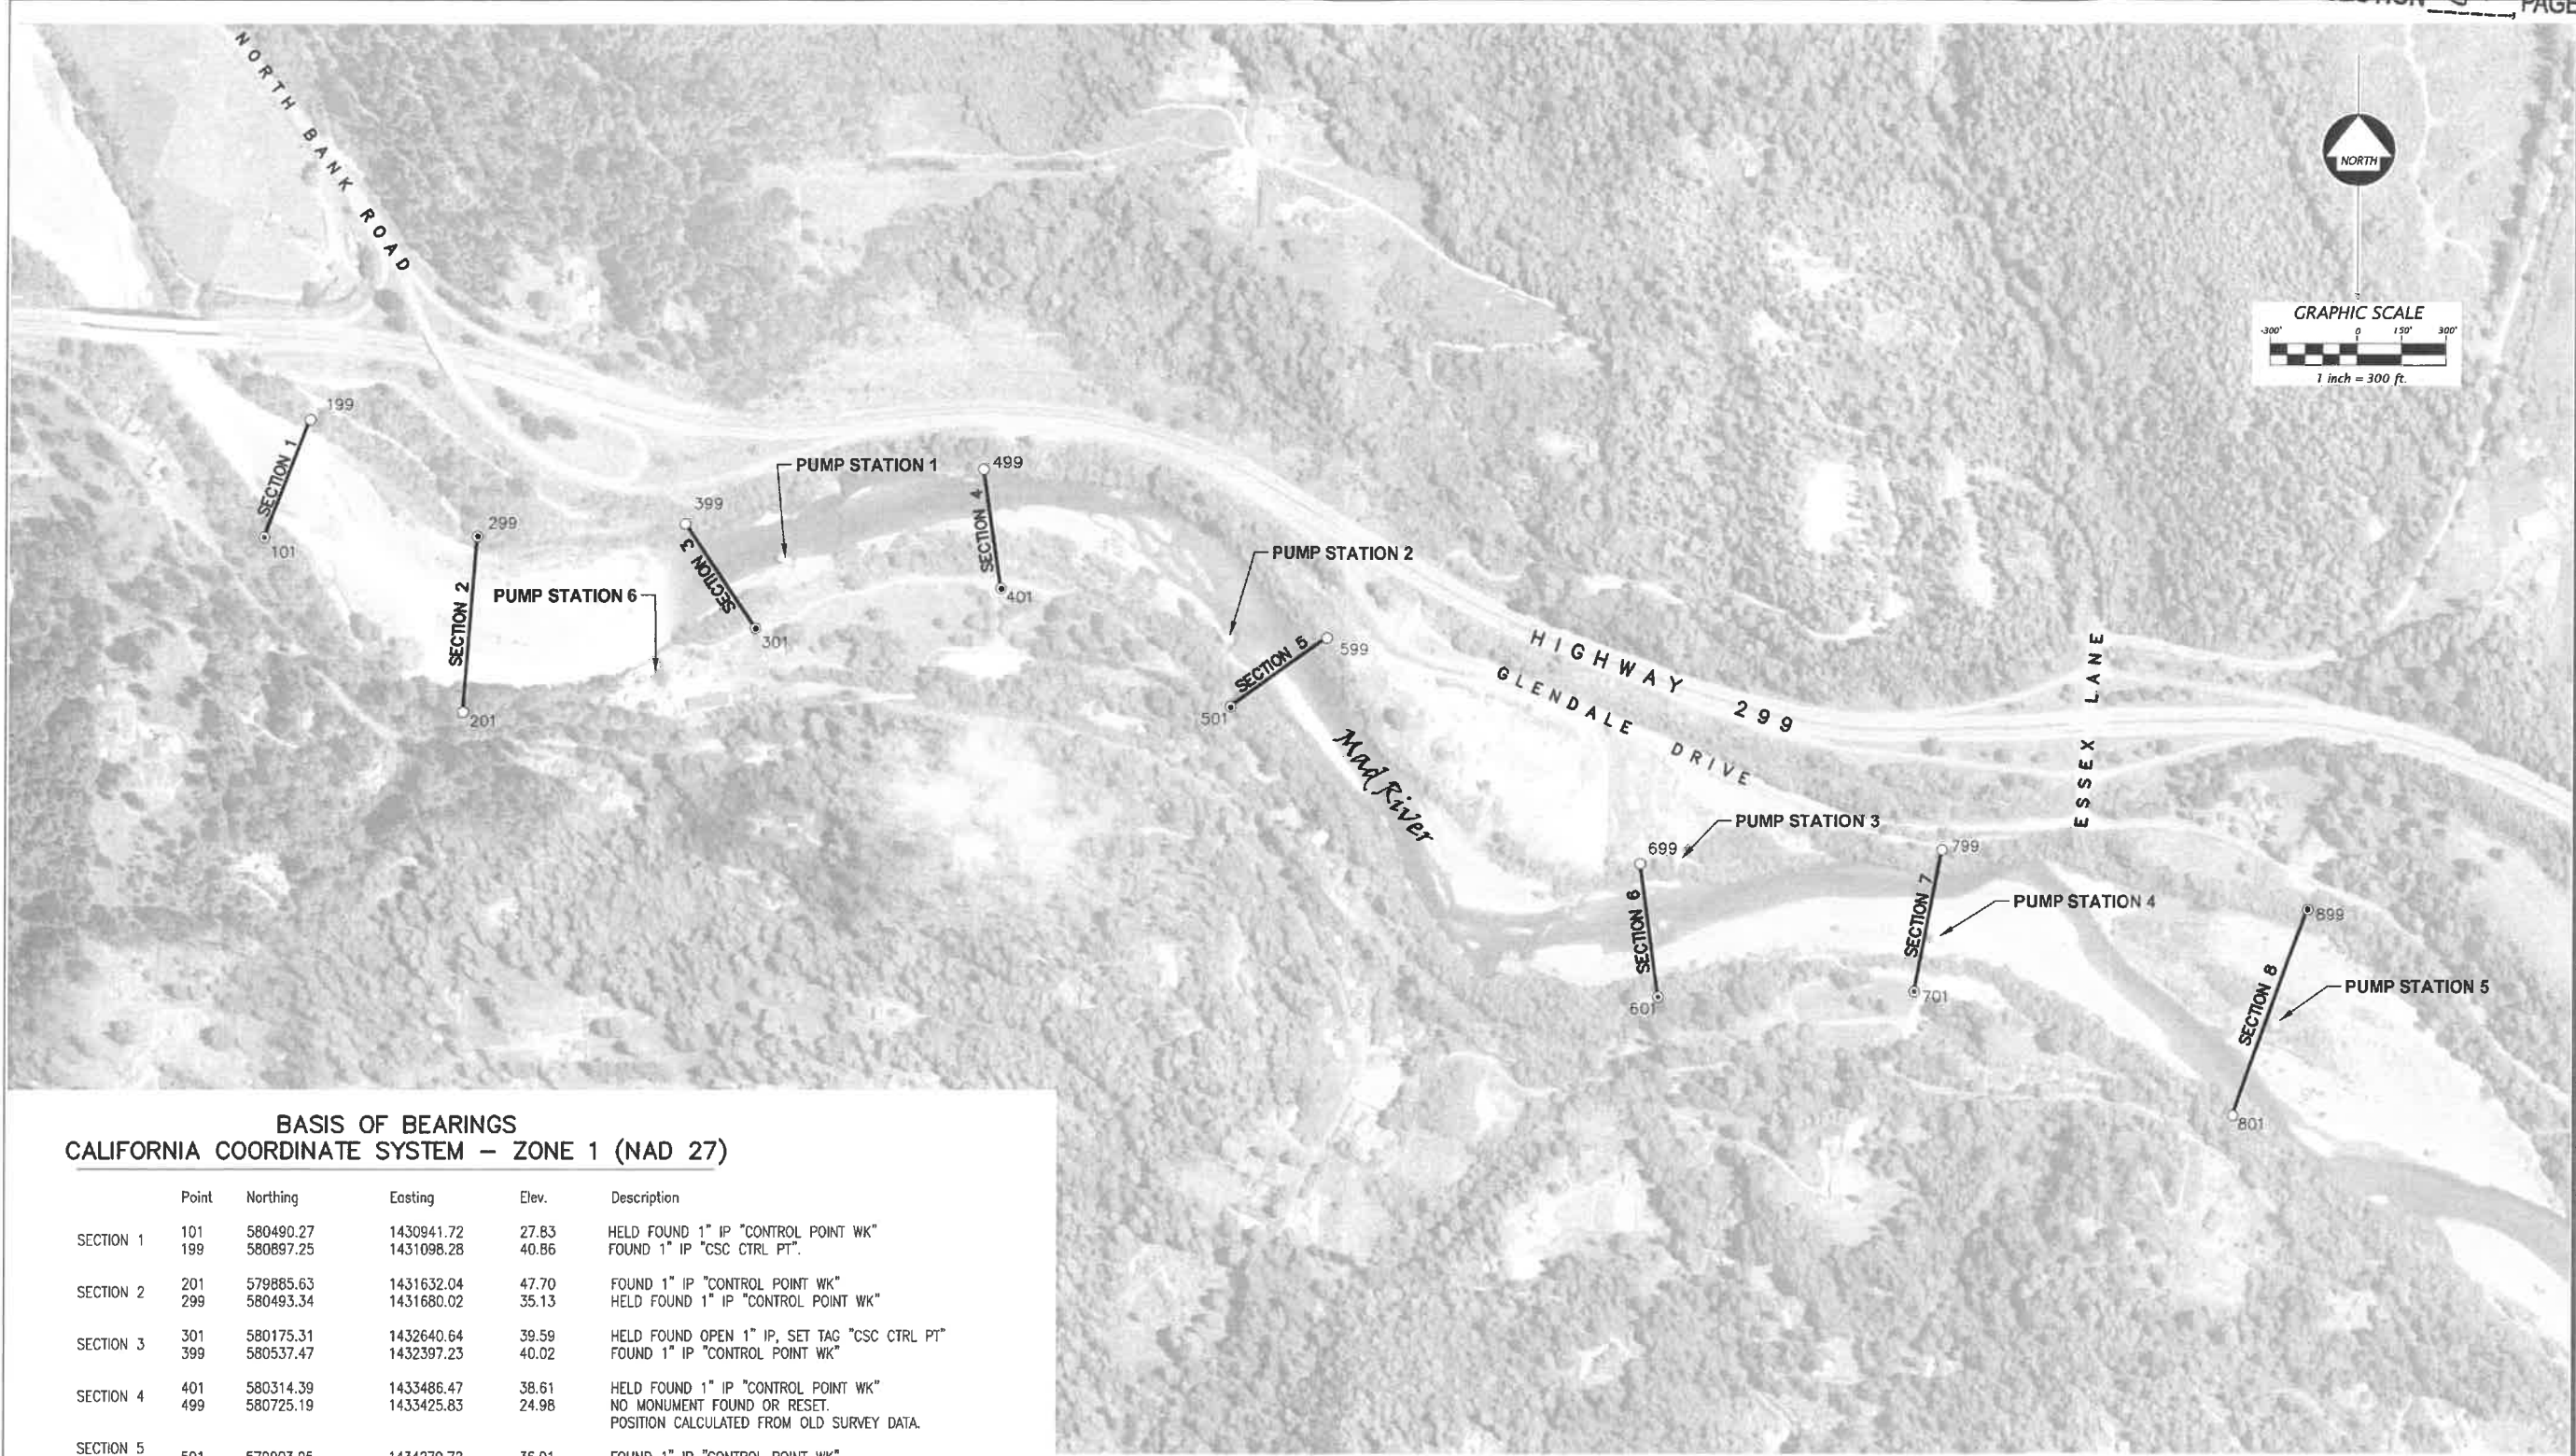 PAGE
NORTH BANK ROAD
NORTH
GRAPHIC SCALE
-300' 0 150' 300'
1 inch = 300 ft.
199
SECTION 1
101
299
SECTION 2
201
PUMP STATION 6
399
SECTION 3
301
PUMP STATION 1
499
SECTION 4
401
PUMP STATION 2
599
SECTION 5
501
Mad River
HIGHWAY 299
GLENDALE DRIVE
ESSEX LANE
699
PUMP STATION 3
SECTION 6
601
799
SECTION 7
701
PUMP STATION 4
899
SECTION 8
801
PUMP STATION 5
BASIS OF BEARINGS
CALIFORNIA COORDINATE SYSTEM – ZONE 1 (NAD 27)
Point Northing Easting Elev. Description
SECTION 1
101 580490.27 1430941.72 27.83 HELD FOUND 1" IP "CONTROL POINT WK"
199 580897.25 1431098.28 40.86 FOUND 1" IP "CSC CTRL PT".
SECTION 2
201 579885.63 1431632.04 47.70 FOUND 1" IP "CONTROL POINT WK"
299 580493.34 1431680.02 35.13 HELD FOUND 1" IP "CONTROL POINT WK"
SECTION 3
301 580175.31 1432640.64 39.59 HELD FOUND OPEN 1" IP, SET TAG "CSC CTRL PT"
399 580537.47 1432397.23 40.02 FOUND 1" IP "CONTROL POINT WK"
SECTION 4
401 580314.39 1433486.47 38.61 HELD FOUND 1" IP "CONTROL POINT WK"
499 580725.19 1433425.83 24.98 NO MONUMENT FOUND OR RESET.
POSITION CALCULATED FROM OLD SURVEY DATA.
SECTION 5
FOUND 1" IP "CONTROL POINT WK"